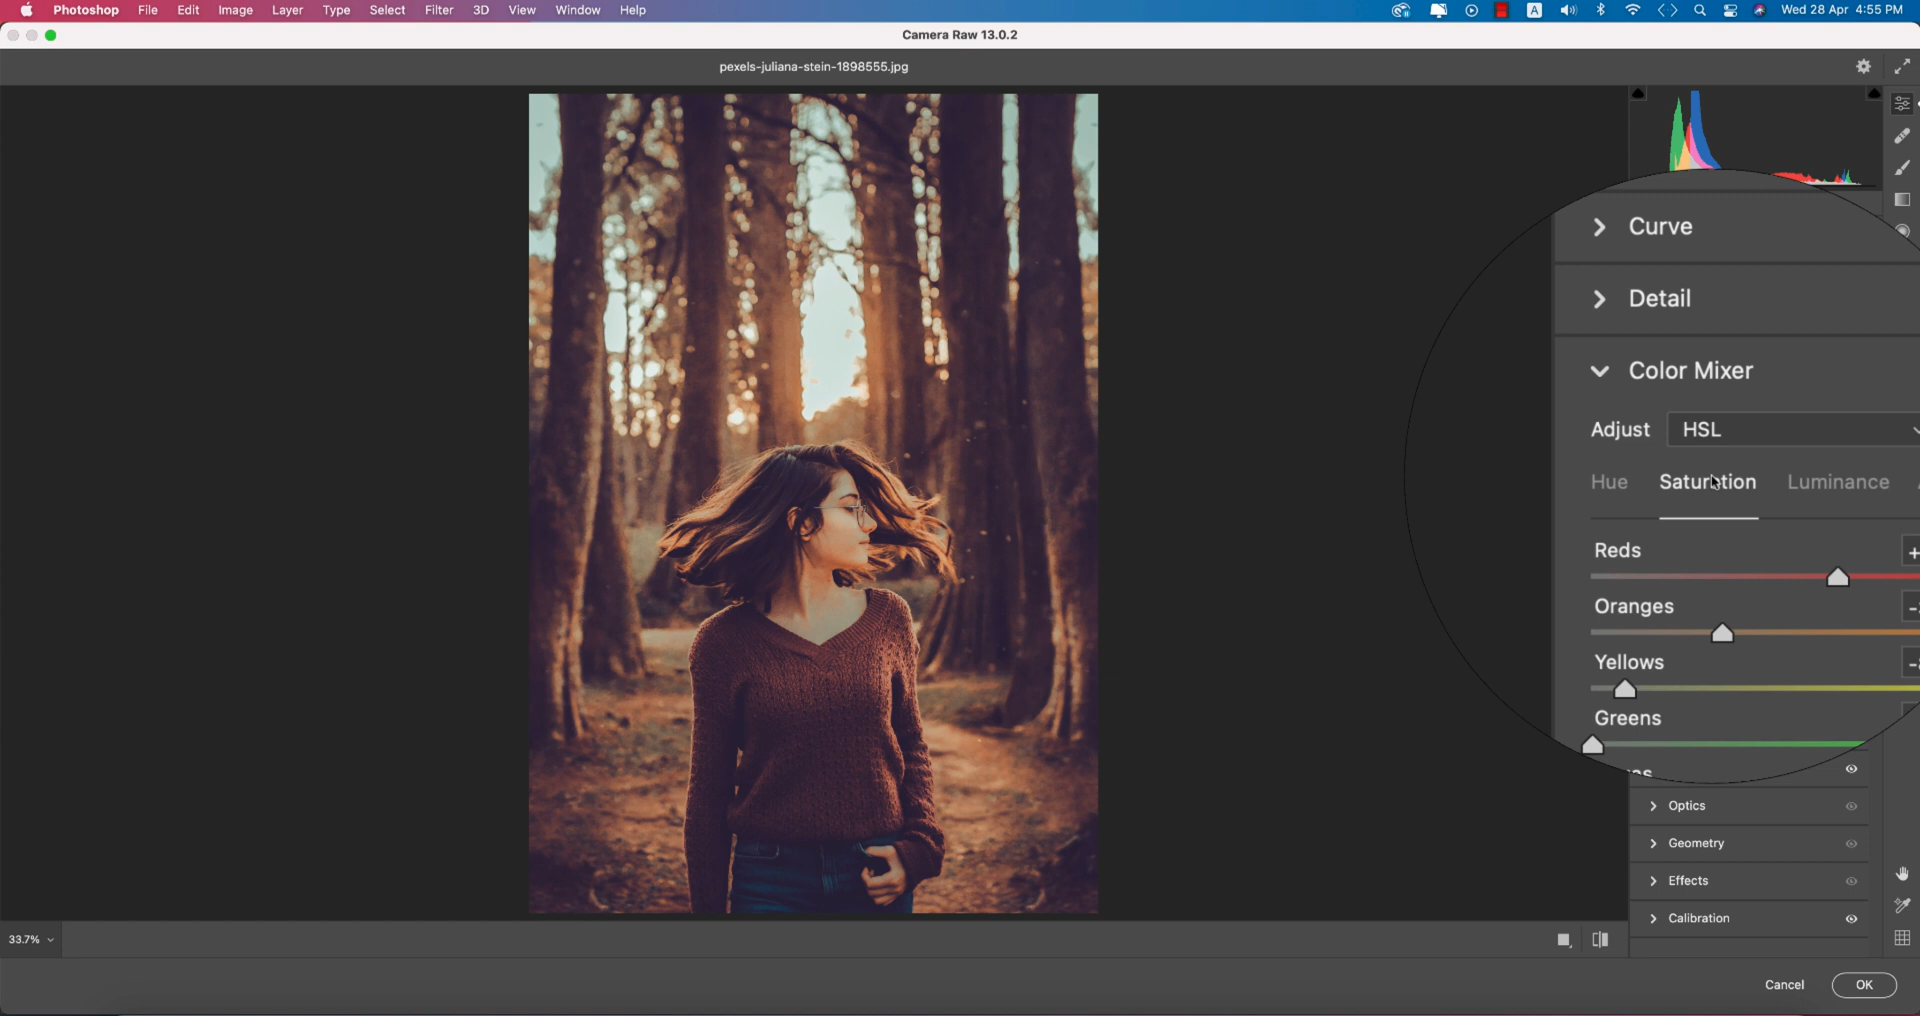 Photoshop File Edit Image Layer Type Select Filter 3D View Window Help A Wed 28 Apr 4:55 PM
Camera Raw 13.0.2
pexels-juliana-stein-1898555.jpg
Curve
Detail
Color Mixer
Adjust HSL
Hue Saturation Luminance
Reds +
Oranges -
Yellows -
Greens
Optics
Geometry
Effects
Calibration
33.7%
Cancel OK